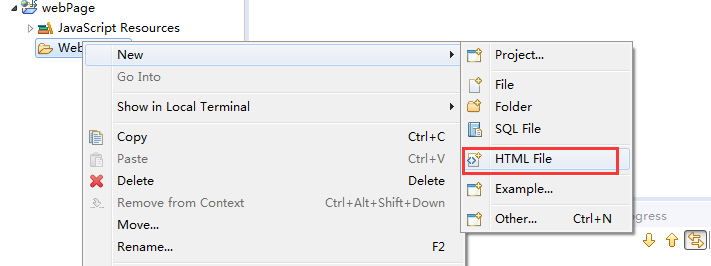 webPage
JavaScript Resources
Web
New
Go Into
Show in Local Terminal
Copy Ctrl+C
Paste Ctrl+V
Delete Delete
Remove from Context Ctrl+Alt+Shift+Down
Move...
Rename... F2
Project...
File
Folder
SQL File
HTML File
Example...
Other... Ctrl+N
ogress